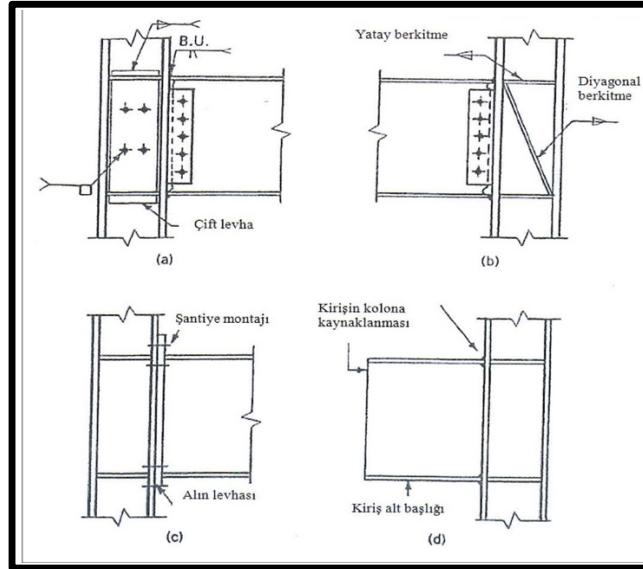 B.U.
Çift levha
(a)
Yatay berkitme
Diyagonal
berkitme
(b)
Şantiye montajı
Alın levhası
(c)
Kirişin kolona
kaynaklanması
Kiriş alt başlığı
(d)